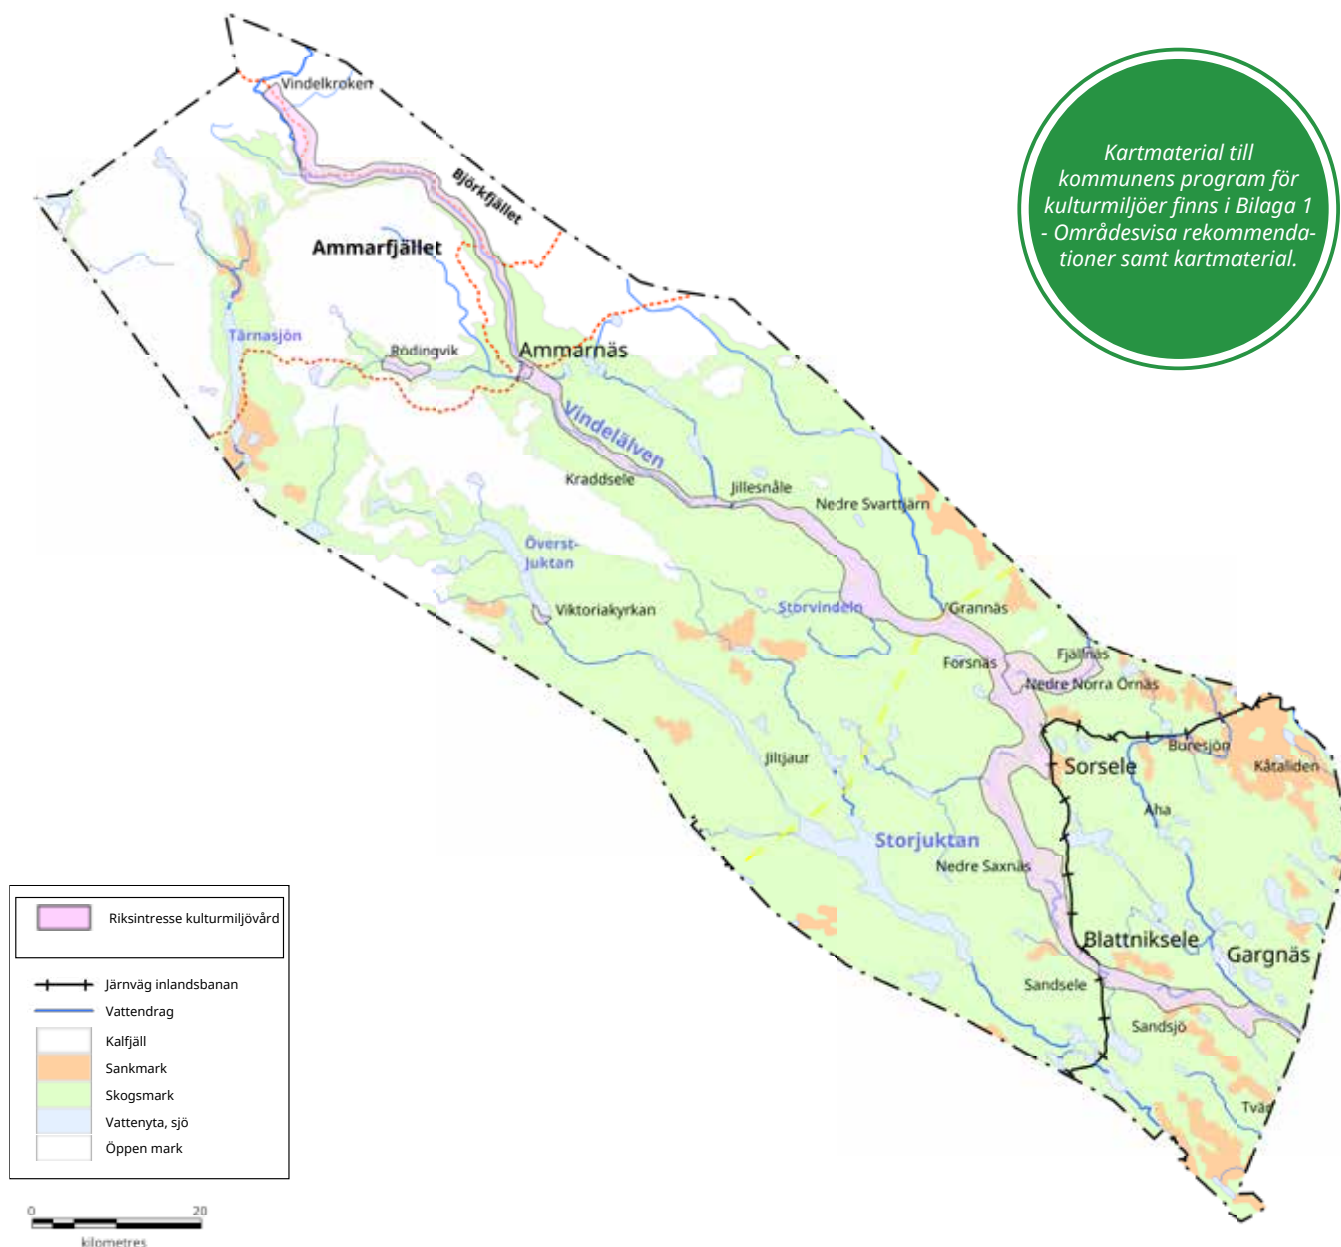 Vindelkroken
Kartmaterial till
kommunens program för
kulturmiljöer finns i Bilaga 1
- Områdesvisa rekommenda-
tioner samt kartmaterial.
Björkfjället
Ammarfjället
Tärnasjön
Rödingvik
Ammarnäs
Vindelälven
Kraddsele
Jillesnåle
Nedre Svarttjärn
Överst-
Juktan
Viktoriakyrkan
Storvindeln
Grannäs
Forsnäs
Fjällnäs
Nedre Norra Örnäs
Jiltjaur
Sorsele
Buresjön
Kåtaliden
Aha
Storjuktan
Nedre Saxnäs
Blattniksele
Gargnäs
Sandsele
Sandsjö
Tvär
Riksintresse kulturmiljövård
Järnväg inlandsbanan
Vattendrag
Kalfjäll
Sankmark
Skogsmark
Vattenyta, sjö
Öppen mark
0 20
kilometres